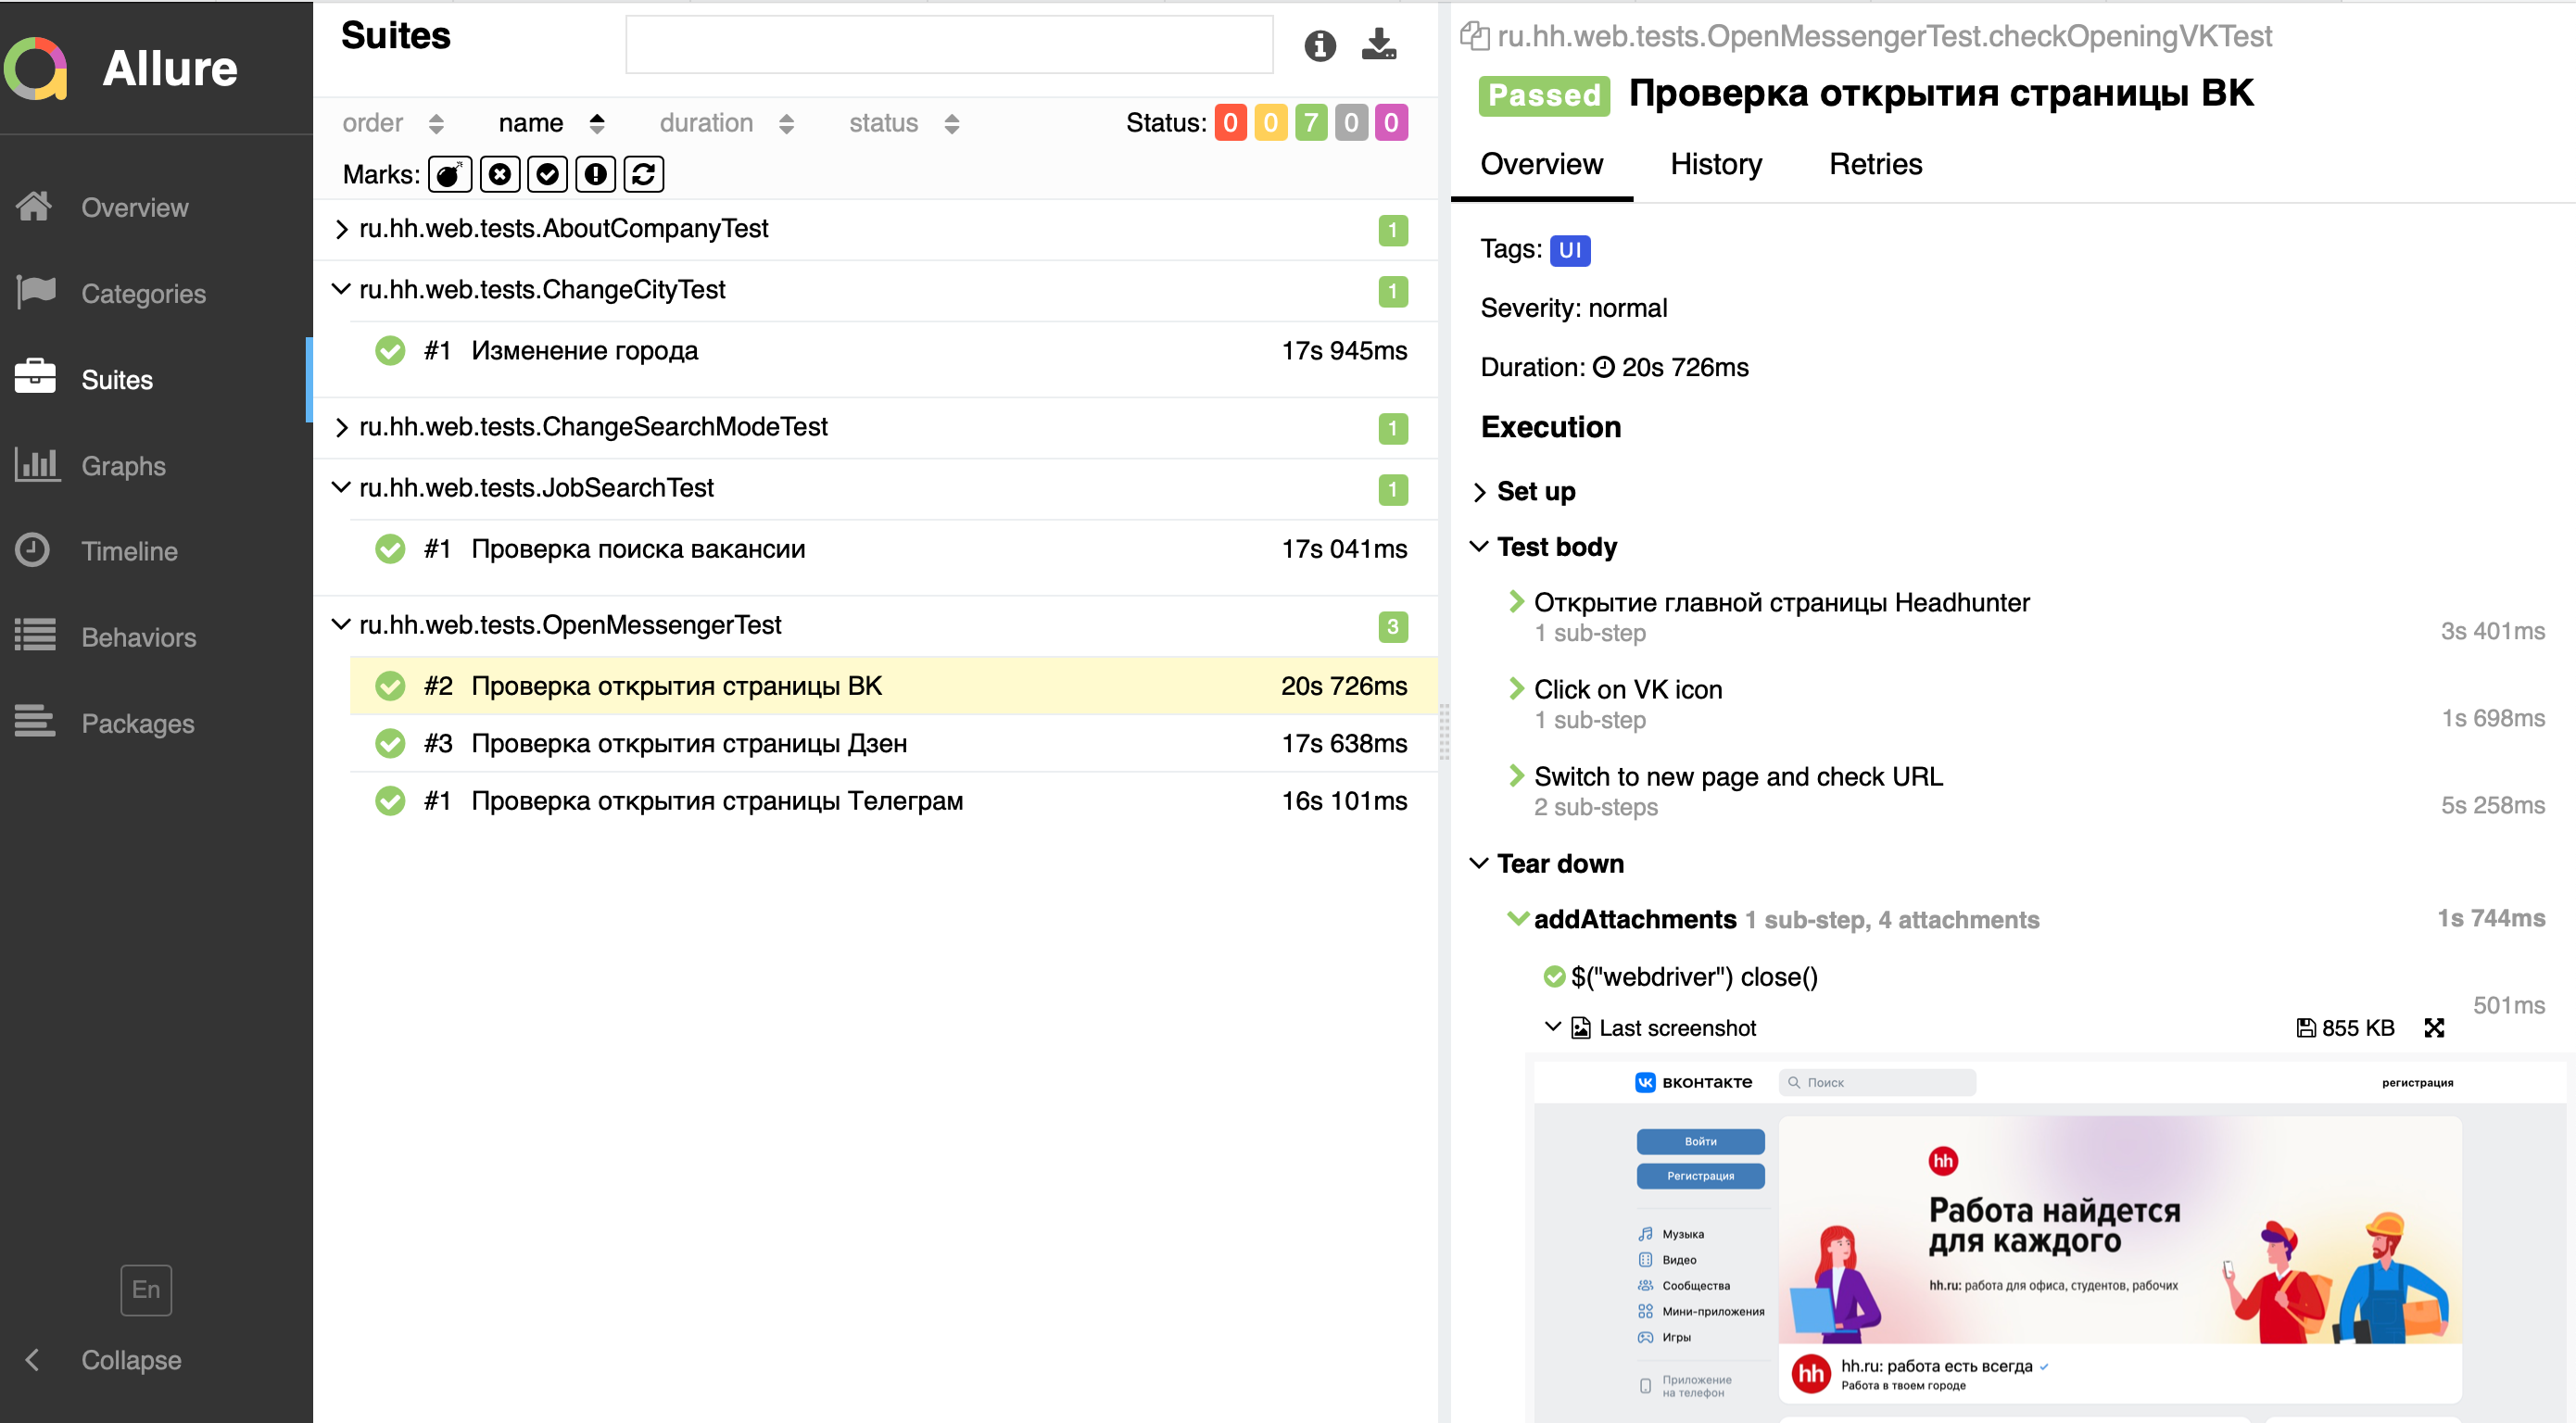 Allure
Overview
Categories
Suites
Graphs
Timeline
Behaviors
Packages
En
Collapse
Suites
order name duration status Status: 0 0 7 0 0
Marks:
ru.hh.web.tests.AboutCompanyTest 1
ru.hh.web.tests.ChangeCityTest 1
#1 Изменение города 17s 945ms
ru.hh.web.tests.ChangeSearchModeTest 1
ru.hh.web.tests.JobSearchTest 1
#1 Проверка поиска вакансии 17s 041ms
ru.hh.web.tests.OpenMessengerTest 3
#2 Проверка открытия страницы ВК 20s 726ms
#3 Проверка открытия страницы Дзен 17s 638ms
#1 Проверка открытия страницы Телеграм 16s 101ms
ru.hh.web.tests.OpenMessengerTest.checkOpeningVKTest
Passed Проверка открытия страницы ВК
Overview History Retries
Tags: UI
Severity: normal
Duration: 20s 726ms
Execution
Set up
Test body
Открытие главной страницы Headhunter
1 sub-step 3s 401ms
Click on VK icon
1 sub-step 1s 698ms
Switch to new page and check URL
2 sub-steps 5s 258ms
Tear down
addAttachments 1 sub-step, 4 attachments 1s 744ms
$("webdriver") close()
501ms
Last screenshot 855 KB
вконтакте Поиск регистрация
Войти
Регистрация
Музыка
Видео
Сообщества
Мини-приложения
Игры
Приложение
на телефон
hh
Работа найдется
для каждого
hh.ru: работа для офиса, студентов, рабочих
hh
hh.ru: работа есть всегда
Работа в твоем городе